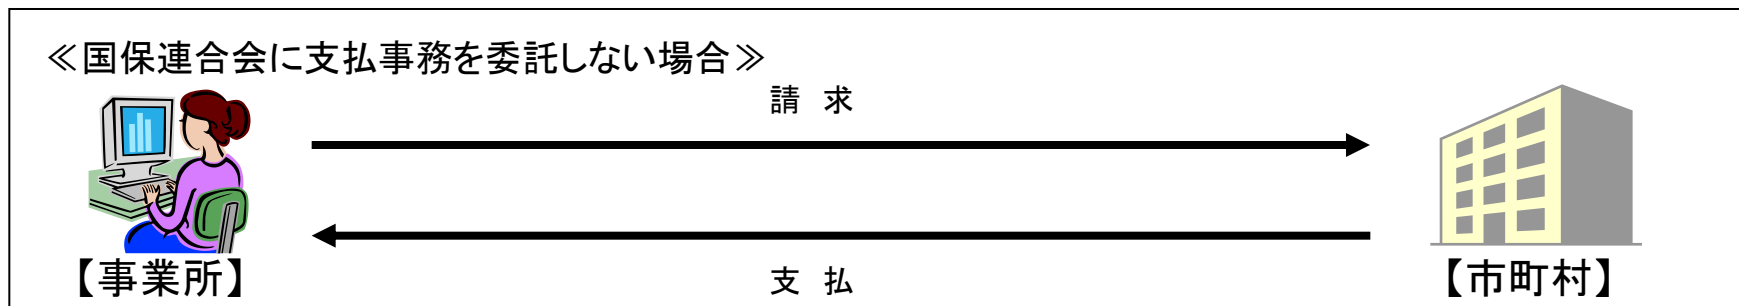 ≪国保連合会に支払事務を委託しない場合≫
請　求
支　払
【事業所】
【市町村】